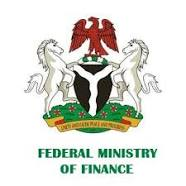 FEDERAL MINISTRY
OF FINANCE